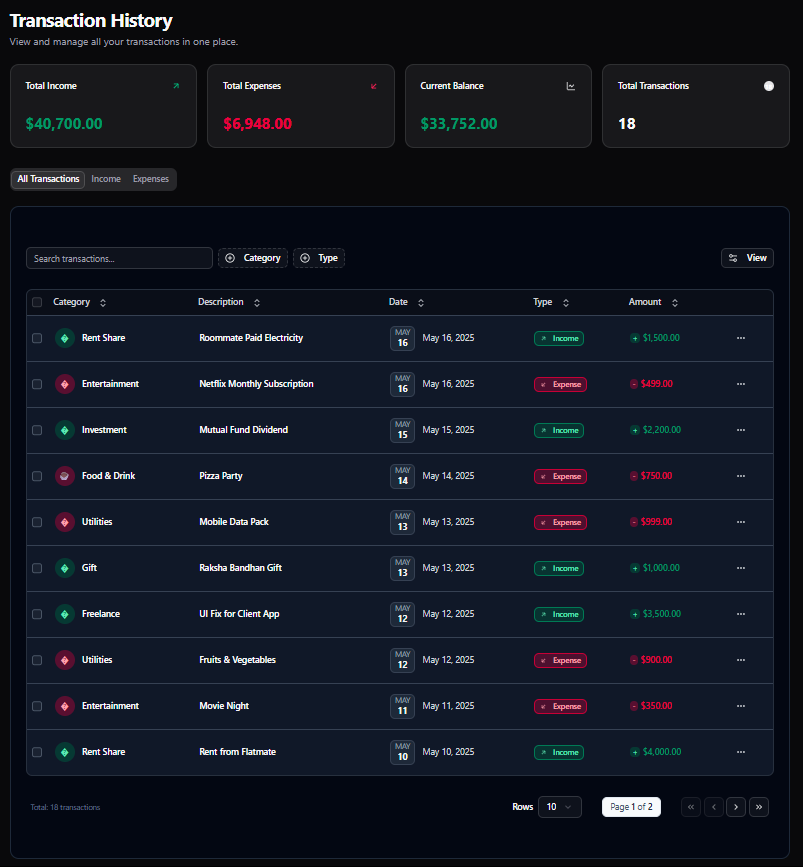 Transaction History
View and manage all your transactions in one place.
Total Income
$40,700.00
Total Expenses
$6,948.00
Current Balance
$33,752.00
Total Transactions
18
All Transactions Income Expenses
Search transactions...
Category
Type
View
Category Description Date Type Amount
Rent Share Roommate Paid Electricity MAY 16 May 16, 2025 Income + $1,500.00 ...
Entertainment Netflix Monthly Subscription MAY 16 May 16, 2025 Expense - $499.00 ...
Investment Mutual Fund Dividend MAY 15 May 15, 2025 Income + $2,200.00 ...
Food & Drink Pizza Party MAY 14 May 14, 2025 Expense - $750.00 ...
Utilities Mobile Data Pack MAY 13 May 13, 2025 Expense - $999.00 ...
Gift Raksha Bandhan Gift MAY 13 May 13, 2025 Income + $1,000.00 ...
Freelance UI Fix for Client App MAY 12 May 12, 2025 Income + $3,500.00 ...
Utilities Fruits & Vegetables MAY 12 May 12, 2025 Expense - $900.00 ...
Entertainment Movie Night MAY 11 May 11, 2025 Expense - $350.00 ...
Rent Share Rent from Flatmate MAY 10 May 10, 2025 Income + $4,000.00 ...
Total: 18 transactions
Rows 10
Page 1 of 2
« ‹ › »